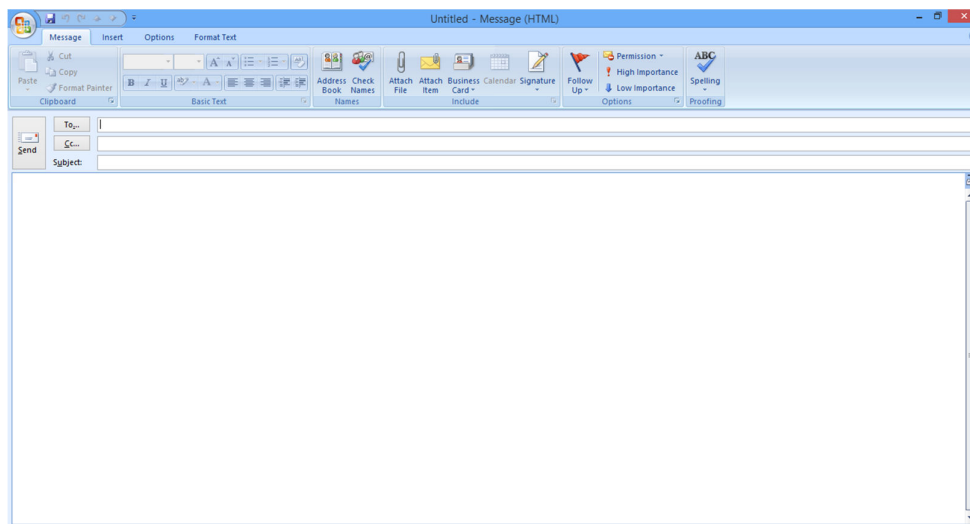 Untitled - Message (HTML)
Message Insert Options Format Text
Paste
Cut
Copy
Format Painter
Clipboard
B I U
A A
Basic Text
Address Book
Check Names
Names
Attach File
Attach Item
Business Card
Calendar
Signature
Include
Follow Up
Permission
High Importance
Low Importance
Options
ABC
Spelling
Proofing
Send
To...
Cc...
Subject: